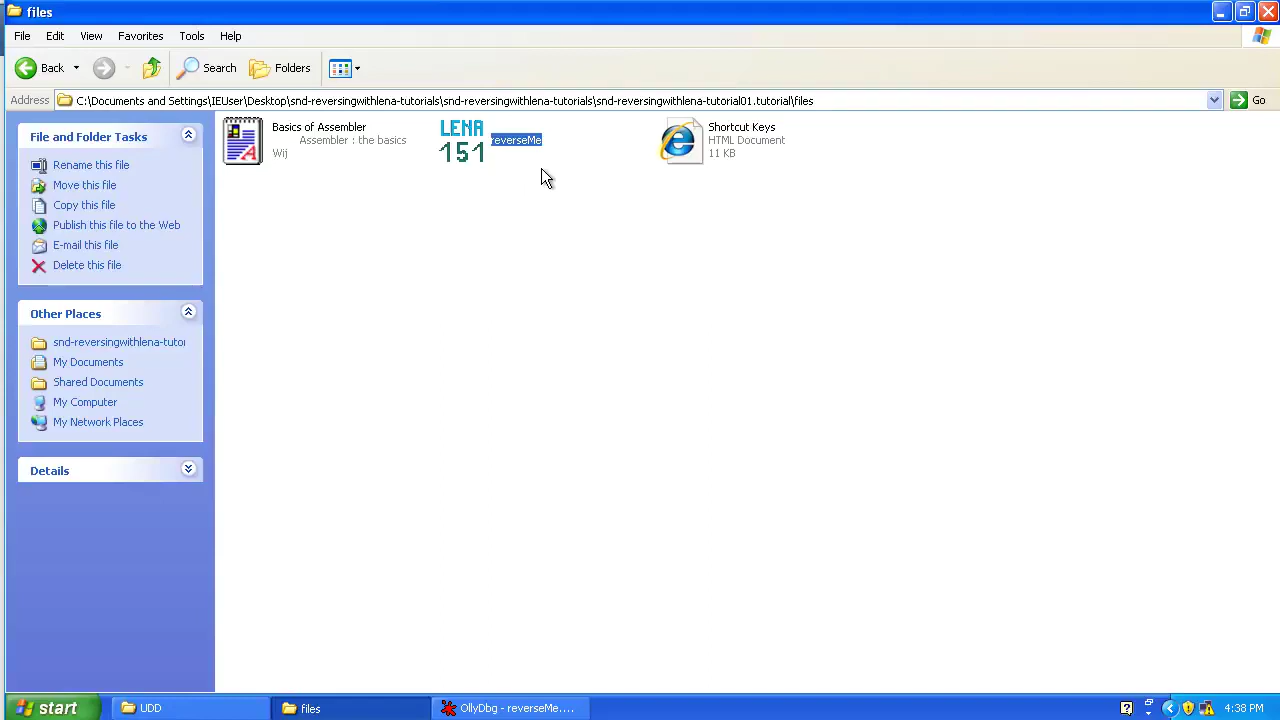 files
File Edit View Favorites Tools Help
Back Search Folders
Address C:\Documents and Settings\IEUser\Desktop\snd-reversingwithlena-tutorials\snd-reversingwithlena-tutorials\snd-reversingwithlena-tutorial01.tutorial\files Go
File and Folder Tasks
Rename this file
Move this file
Copy this file
Publish this file to the Web
E-mail this file
Delete this file
Other Places
snd-reversingwithlena-tutor
My Documents
Shared Documents
My Computer
My Network Places
Details
Basics of Assembler
Assembler : the basics
Wij
LENA
151
reverseMe
Shortcut Keys
HTML Document
11 KB
start UDD files OllyDbg - reverseMe.... 4:38 PM